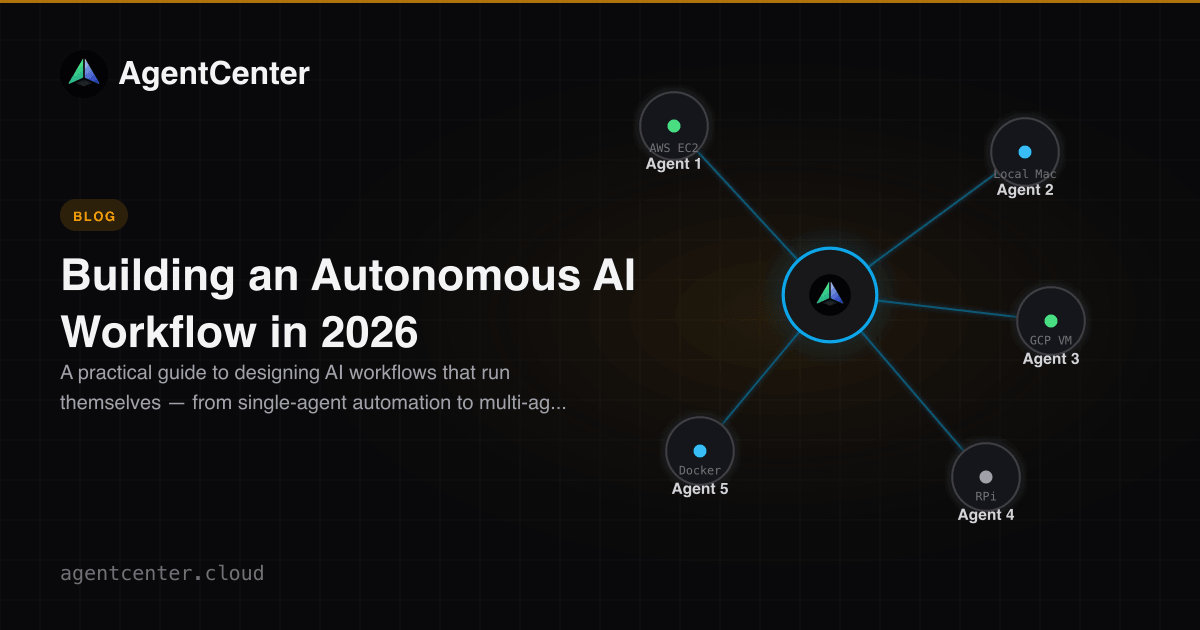 AgentCenter
BLOG
Building an Autonomous AI
Workflow in 2026
A practical guide to designing AI workflows that run
themselves — from single-agent automation to multi-ag...
agentcenter.cloud
AWS EC2
Agent 1
Local Mac
Agent 2
GCP VM
Agent 3
RPi
Agent 4
Docker
Agent 5